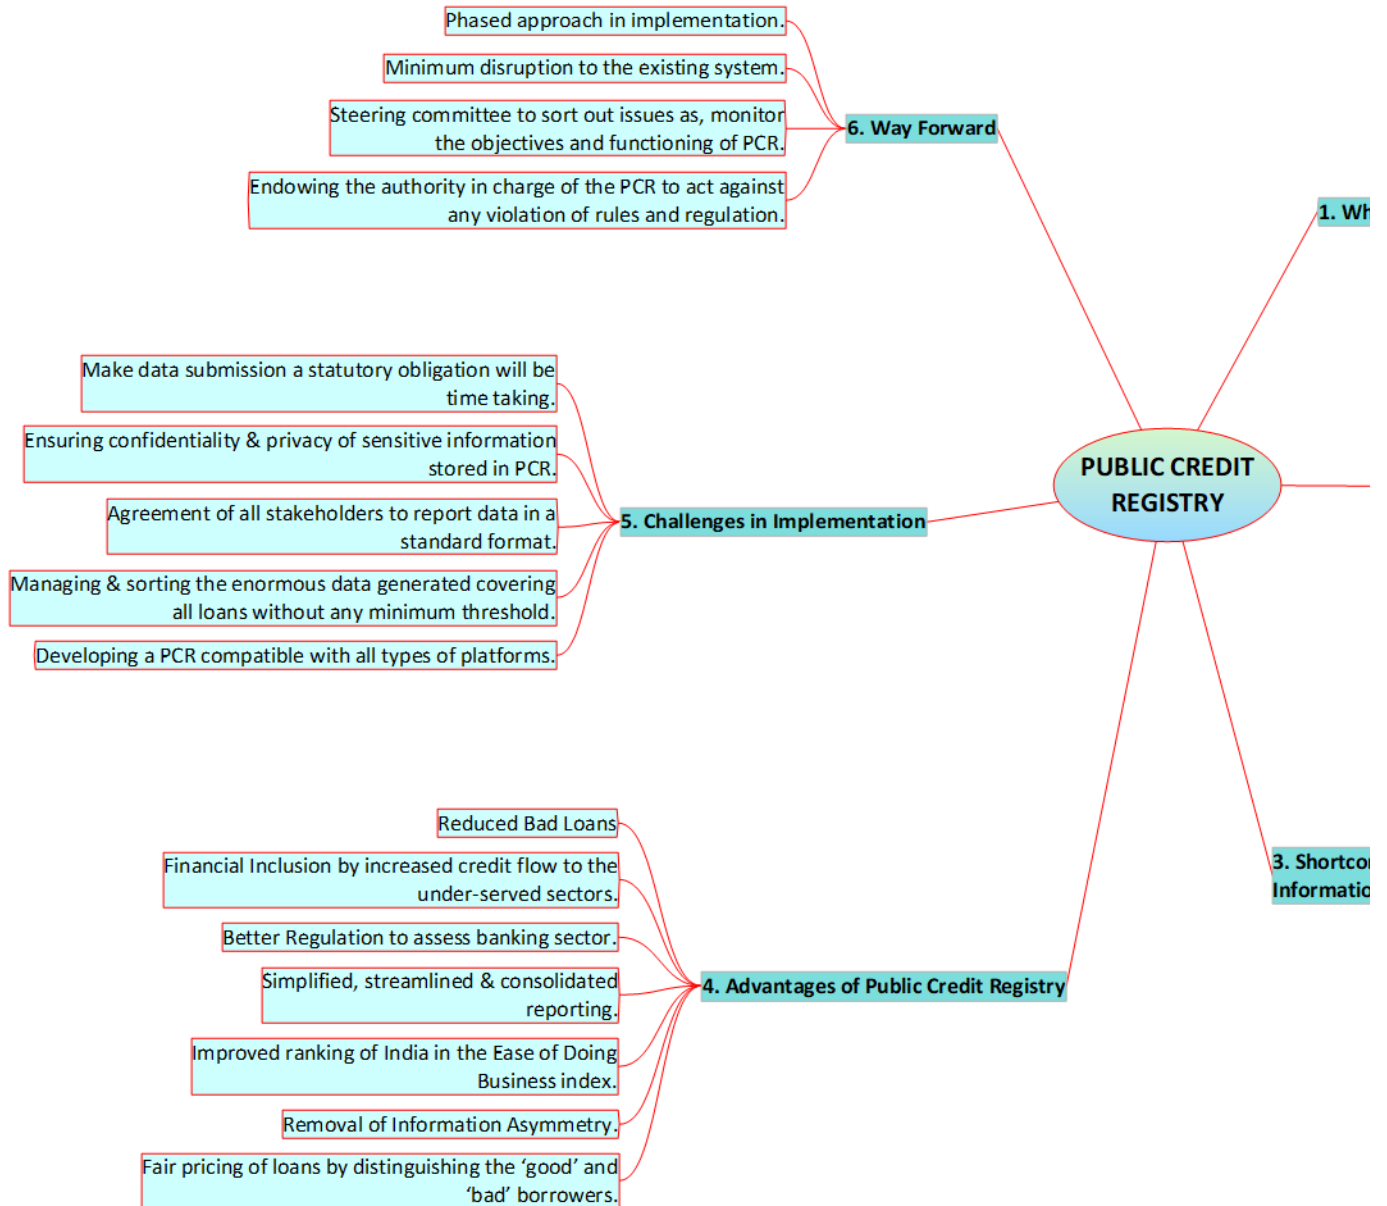 Phased approach in implementation.
Minimum disruption to the existing system.
Steering committee to sort out issues as, monitor
the objectives and functioning of PCR.
Endowing the authority in charge of the PCR to act against
any violation of rules and regulation.
6. Way Forward
1. Wh
Make data submission a statutory obligation will be
time taking.
Ensuring confidentiality & privacy of sensitive information
stored in PCR.
Agreement of all stakeholders to report data in a
standard format.
Managing & sorting the enormous data generated covering
all loans without any minimum threshold.
Developing a PCR compatible with all types of platforms.
5. Challenges in Implementation
PUBLIC CREDIT
REGISTRY
Reduced Bad Loans
Financial Inclusion by increased credit flow to the
under-served sectors.
Better Regulation to assess banking sector.
Simplified, streamlined & consolidated
reporting.
Improved ranking of India in the Ease of Doing
Business index.
Removal of Information Asymmetry.
Fair pricing of loans by distinguishing the ‘good’ and
‘bad’ borrowers.
4. Advantages of Public Credit Registry
3. Shortco
Informatio